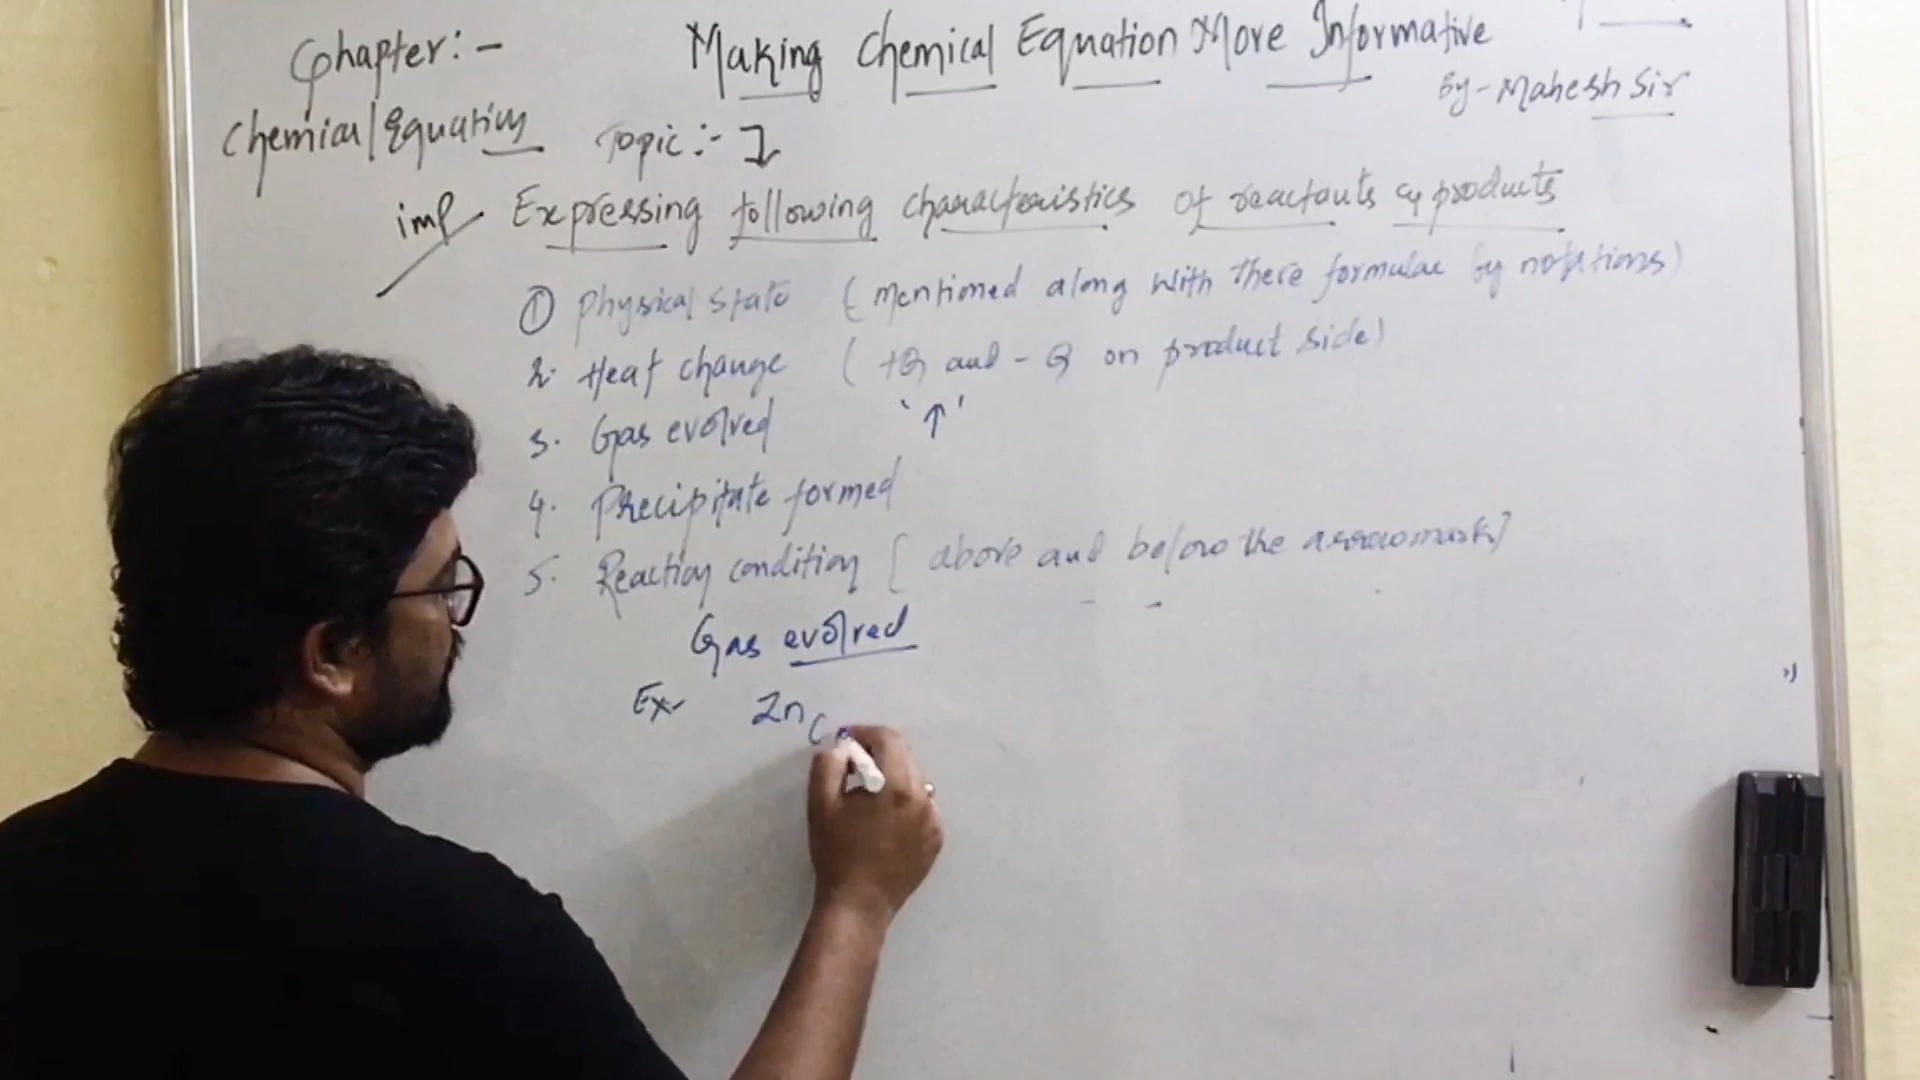 Chapter:-
Making Chemical Equation More Informative
By-Mahesh Sir
Chemical Equations
Topic:- I
imp
Expressing following characteristics of reactants & products
① Physical State (mentioned along with there formulae by notations)
2. Heat change (+Q and -Q on product side)
3. Gas evolved '↑'
4. Precipitate formed
5. Reaction condition [above and below the arrow mark]
Gas evolved
Ex- Zn (